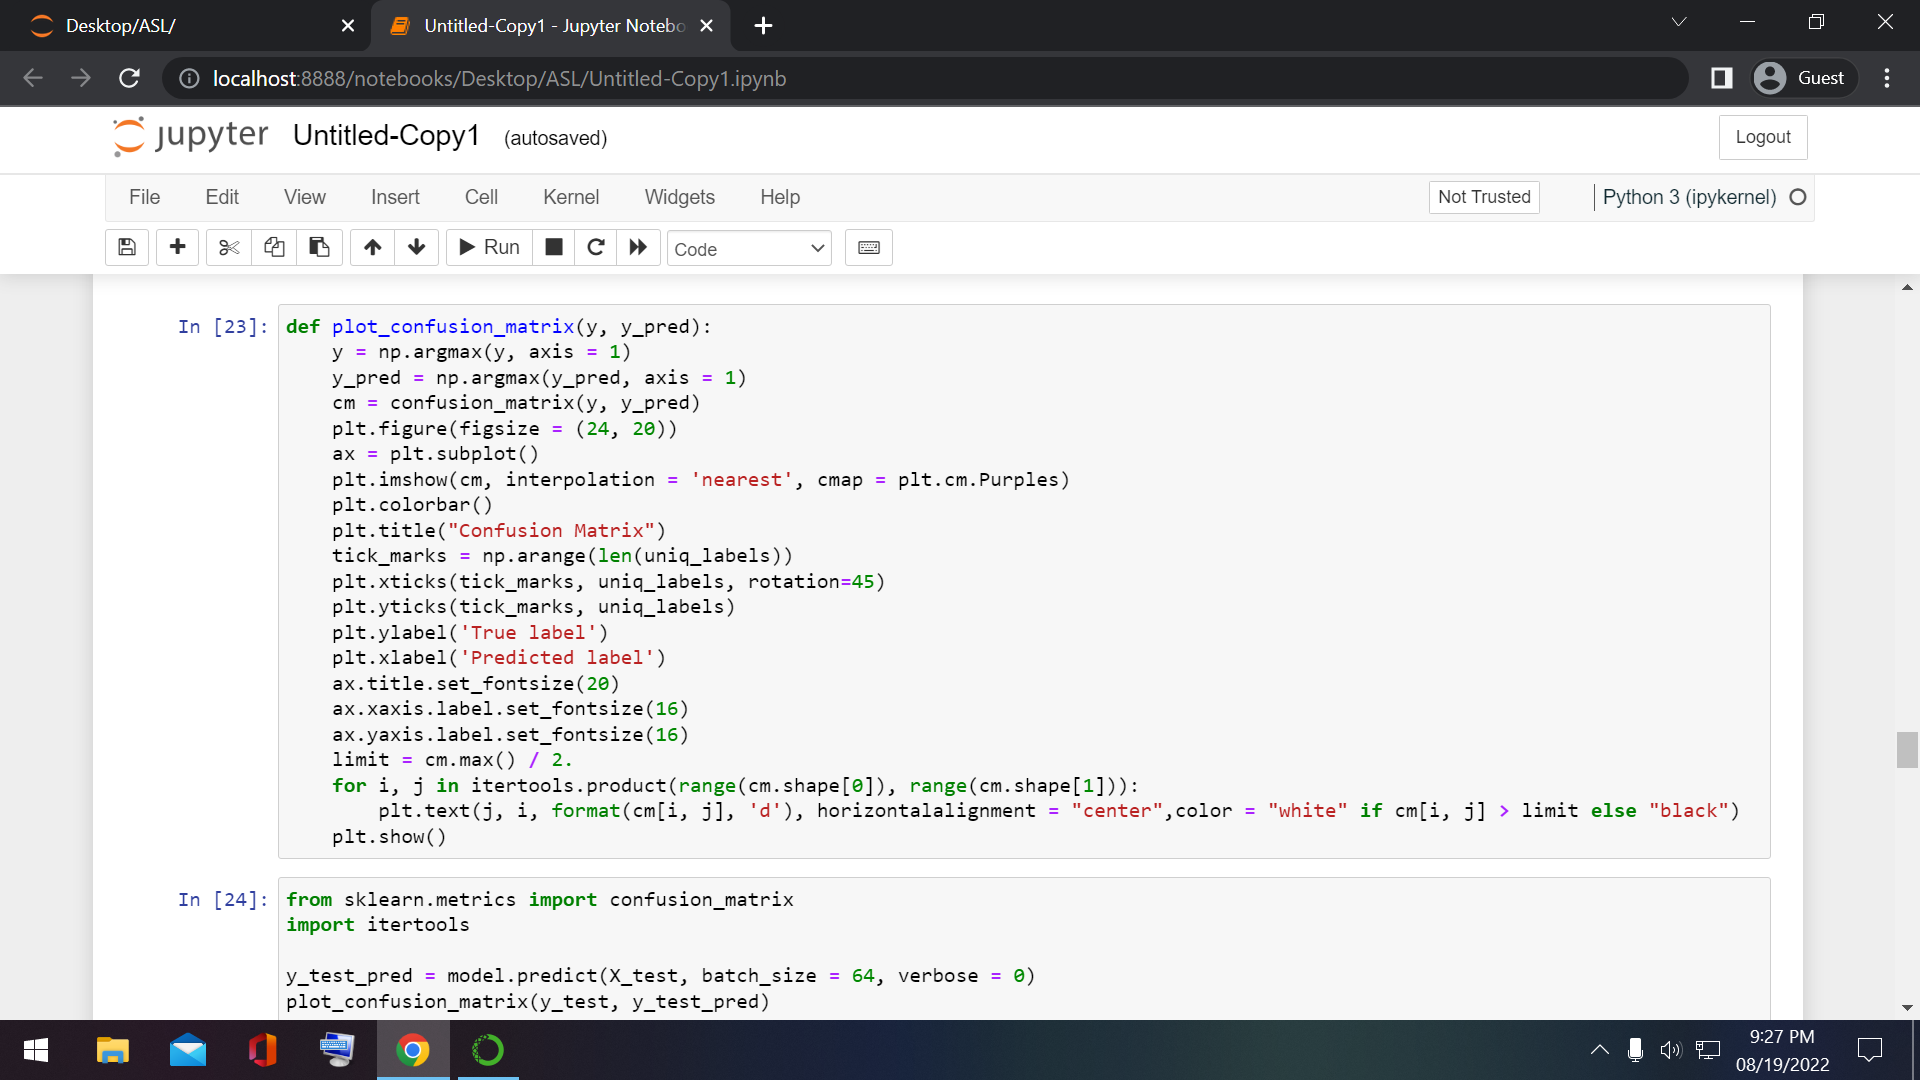 Desktop/ASL/
Untitled-Copy1 - Jupyter Notebo
localhost:8888/notebooks/Desktop/ASL/Untitled-Copy1.ipynb
Guest
jupyter Untitled-Copy1 (autosaved)
Logout
File Edit View Insert Cell Kernel Widgets Help
Not Trusted
Python 3 (ipykernel)
Run
Code
In [23]:
def plot_confusion_matrix(y, y_pred):
    y = np.argmax(y, axis = 1)
    y_pred = np.argmax(y_pred, axis = 1)
    cm = confusion_matrix(y, y_pred)
    plt.figure(figsize = (24, 20))
    ax = plt.subplot()
    plt.imshow(cm, interpolation = 'nearest', cmap = plt.cm.Purples)
    plt.colorbar()
    plt.title("Confusion Matrix")
    tick_marks = np.arange(len(uniq_labels))
    plt.xticks(tick_marks, uniq_labels, rotation=45)
    plt.yticks(tick_marks, uniq_labels)
    plt.ylabel('True label')
    plt.xlabel('Predicted label')
    ax.title.set_fontsize(20)
    ax.xaxis.label.set_fontsize(16)
    ax.yaxis.label.set_fontsize(16)
    limit = cm.max() / 2.
    for i, j in itertools.product(range(cm.shape[0]), range(cm.shape[1])):
        plt.text(j, i, format(cm[i, j], 'd'), horizontalalignment = "center",color = "white" if cm[i, j] > limit else "black")
    plt.show()
In [24]:
from sklearn.metrics import confusion_matrix
import itertools
y_test_pred = model.predict(X_test, batch_size = 64, verbose = 0)
plot_confusion_matrix(y_test, y_test_pred)
9:27 PM
08/19/2022